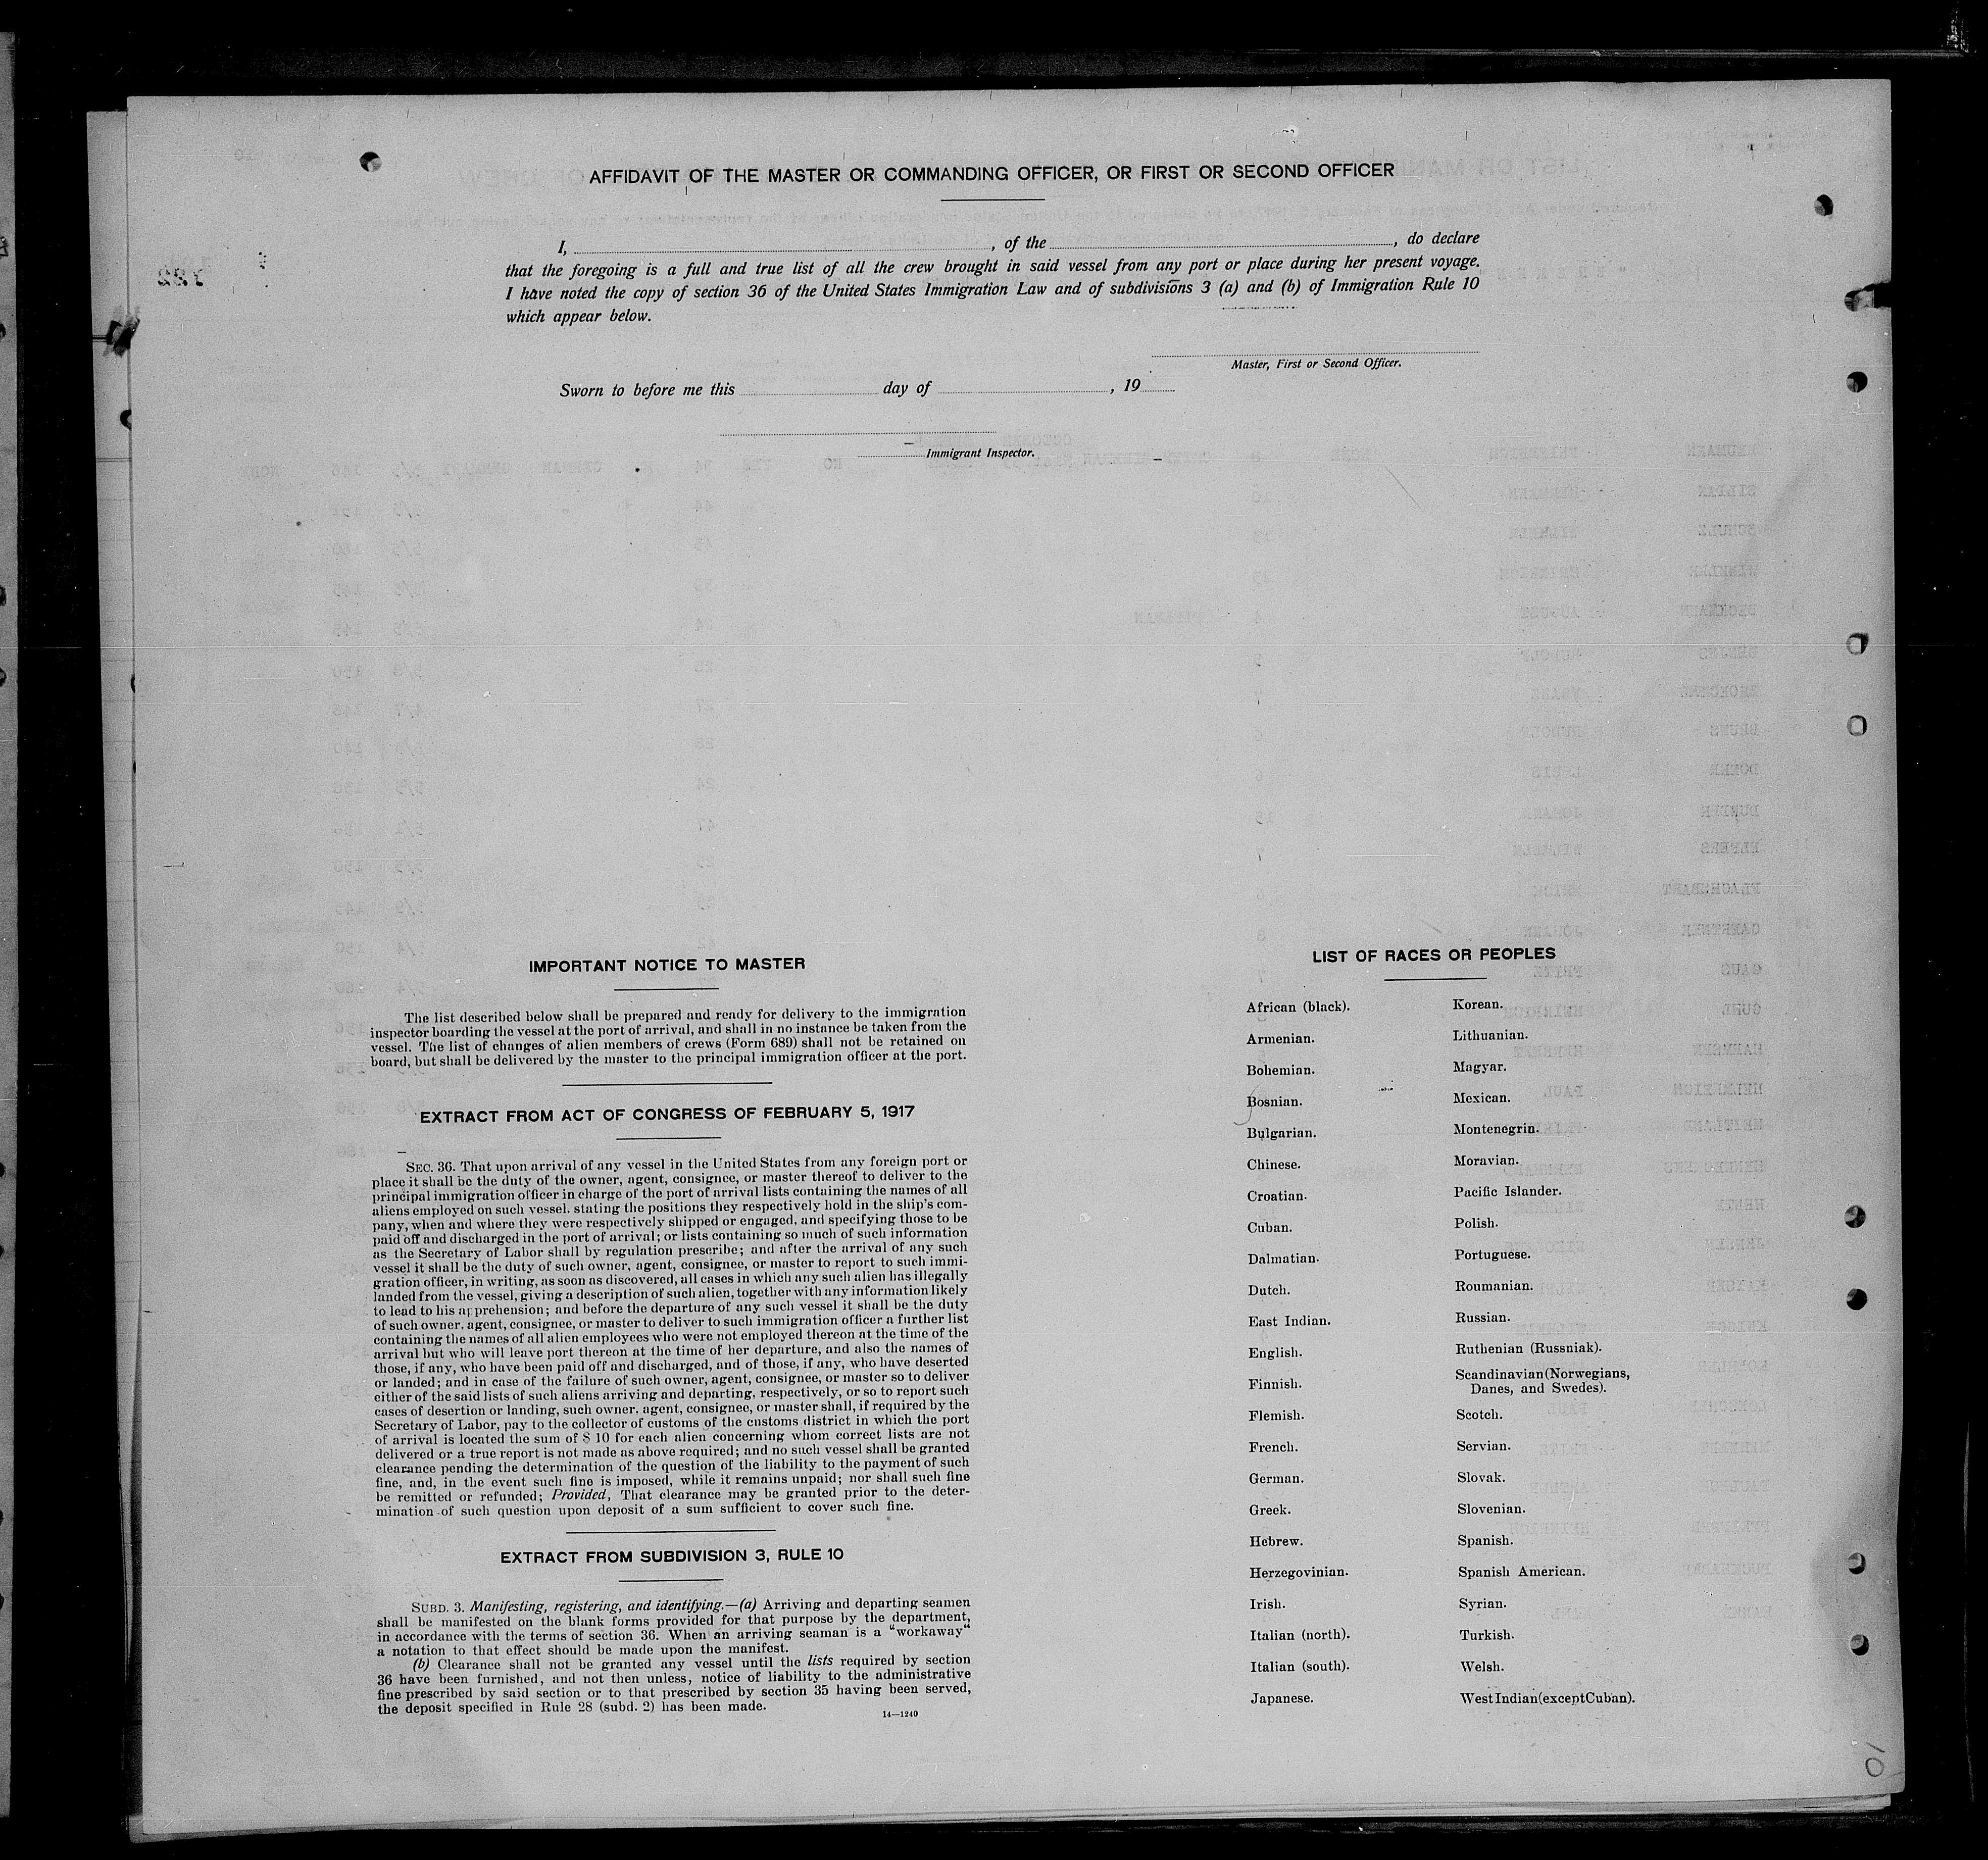 AFFIDAVIT OF THE MASTER OR COMMANDING OFFICER, OR FIRST OR SECOND OFFICER
I, , of the , do declare
that the foregoing is a full and true list of all the crew brought in said vessel from any port or place during her present voyage.
I have noted the copy of section 36 of the United States Immigration Law and of subdivisions 3 (a) and (b) of Immigration Rule 10
which appear below.
Master, First or Second Officer.
Sworn to before me this day of , 19
Immigrant Inspector.
IMPORTANT NOTICE TO MASTER
The list described below shall be prepared and ready for delivery to the immigration
inspector boarding the vessel at the port of arrival, and shall in no instance be taken from the
vessel. The list of changes of alien members of crews (Form 689) shall not be retained on
board, but shall be delivered by the master to the principal immigration officer at the port.
EXTRACT FROM ACT OF CONGRESS OF FEBRUARY 5, 1917
SEC. 36. That upon arrival of any vessel in the United States from any foreign port or
place it shall be the duty of the owner, agent, consignee, or master thereof to deliver to the
principal immigration officer in charge of the port of arrival lists containing the names of all
aliens employed on such vessel, stating the positions they respectively hold in the ship's com-
pany, when and where they were respectively shipped or engaged, and specifying those to be
paid off and discharged in the port of arrival; or lists containing so much of such information
as the Secretary of Labor shall by regulation prescribe; and after the arrival of any such
vessel it shall be the duty of such owner, agent, consignee, or master to report to such immi-
gration officer, in writing, as soon as discovered, all cases in which any such alien has illegally
landed from the vessel, giving a description of such alien, together with any information likely
to lead to his apprehension; and before the departure of any such vessel it shall be the duty
of such owner, agent, consignee, or master to deliver to such immigration officer a further list
containing the names of all alien employees who were not employed thereon at the time of the
arrival but who will leave port thereon at the time of her departure, and also the names of
those, if any, who have been paid off and discharged, and of those, if any, who have deserted
or landed; and in case of the failure of such owner, agent, consignee, or master so to deliver
either of the said lists of such aliens arriving and departing, respectively, or so to report such
cases of desertion or landing, such owner, agent, consignee, or master shall, if required by the
Secretary of Labor, pay to the collector of customs of the customs district in which the port
of arrival is located the sum of $ 10 for each alien concerning whom correct lists are not
delivered or a true report is not made as above required; and no such vessel shall be granted
clearance pending the determination of the question of the liability to the payment of such
fine, and, in the event such fine is imposed, while it remains unpaid; nor shall such fine
be remitted or refunded; Provided, That clearance may be granted prior to the deter-
mination of such question upon deposit of a sum sufficient to cover such fine.
EXTRACT FROM SUBDIVISION 3, RULE 10
SUBD. 3. Manifesting, registering, and identifying.—(a) Arriving and departing seamen
shall be manifested on the blank forms provided for that purpose by the department,
in accordance with the terms of section 36. When an arriving seaman is a "workaway"
a notation to that effect should be made upon the manifest.
(b) Clearance shall not be granted any vessel until the lists required by section
36 have been furnished, and not then unless, notice of liability to the administrative
fine prescribed by said section or to that prescribed by section 35 having been served,
the deposit specified in Rule 28 (subd. 2) has been made.
14—1240
LIST OF RACES OR PEOPLES
African (black).
Armenian.
Bohemian.
Bosnian.
Bulgarian.
Chinese.
Croatian.
Cuban.
Dalmatian.
Dutch.
East Indian.
English.
Finnish.
Flemish.
French.
German.
Greek.
Hebrew.
Herzegovinian.
Irish.
Italian (north).
Italian (south).
Japanese.
Korean.
Lithuanian.
Magyar.
Mexican.
Montenegrin.
Moravian.
Pacific Islander.
Polish.
Portuguese.
Roumanian.
Russian.
Ruthenian (Russniak).
Scandinavian (Norwegians,
Danes, and Swedes).
Scotch.
Servian.
Slovak.
Slovenian.
Spanish.
Spanish American.
Syrian.
Turkish.
Welsh.
West Indian (except Cuban).
10